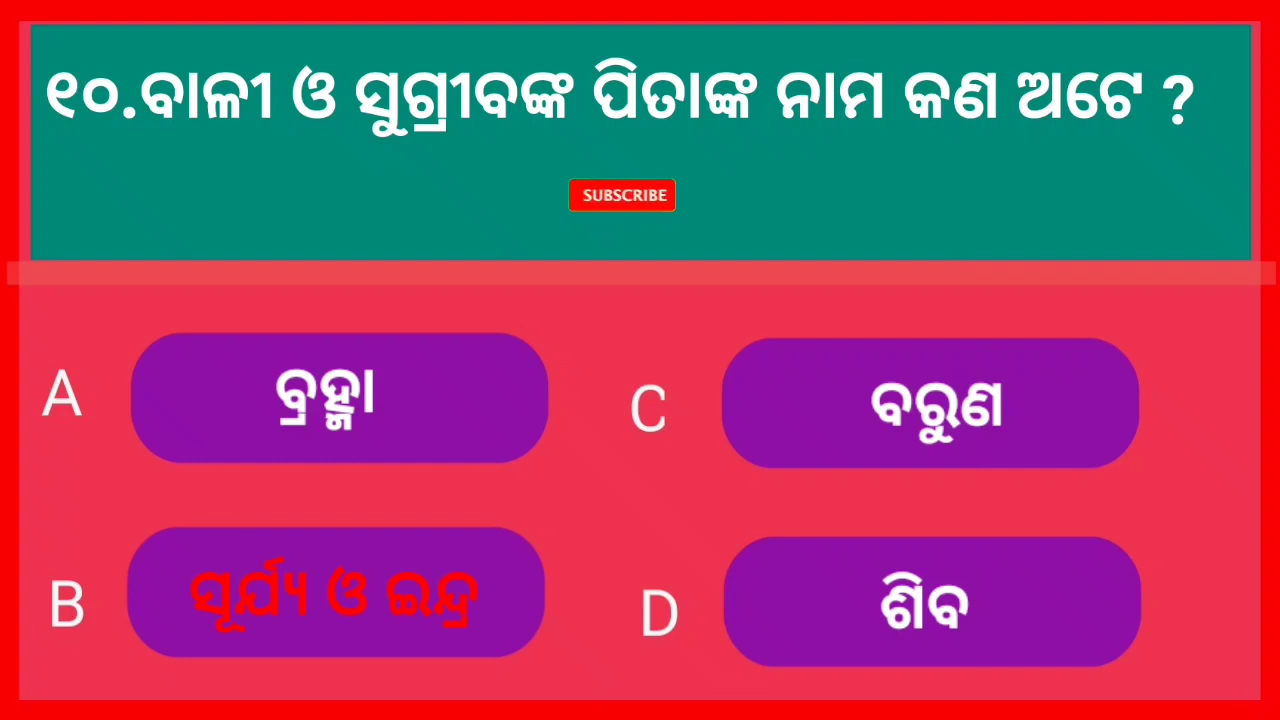 ୧୦.ବାଳୀ ଓ ସୁଗ୍ରୀବଙ୍କ ପିତାଙ୍କ ନାମ କଣ ଅଟେ ?
SUBSCRIBE
A ବ୍ରହ୍ମା
C ବରୁଣ
B ସୂର୍ଯ୍ୟ ଓ ଇନ୍ଦ୍ର
D ଶିବ